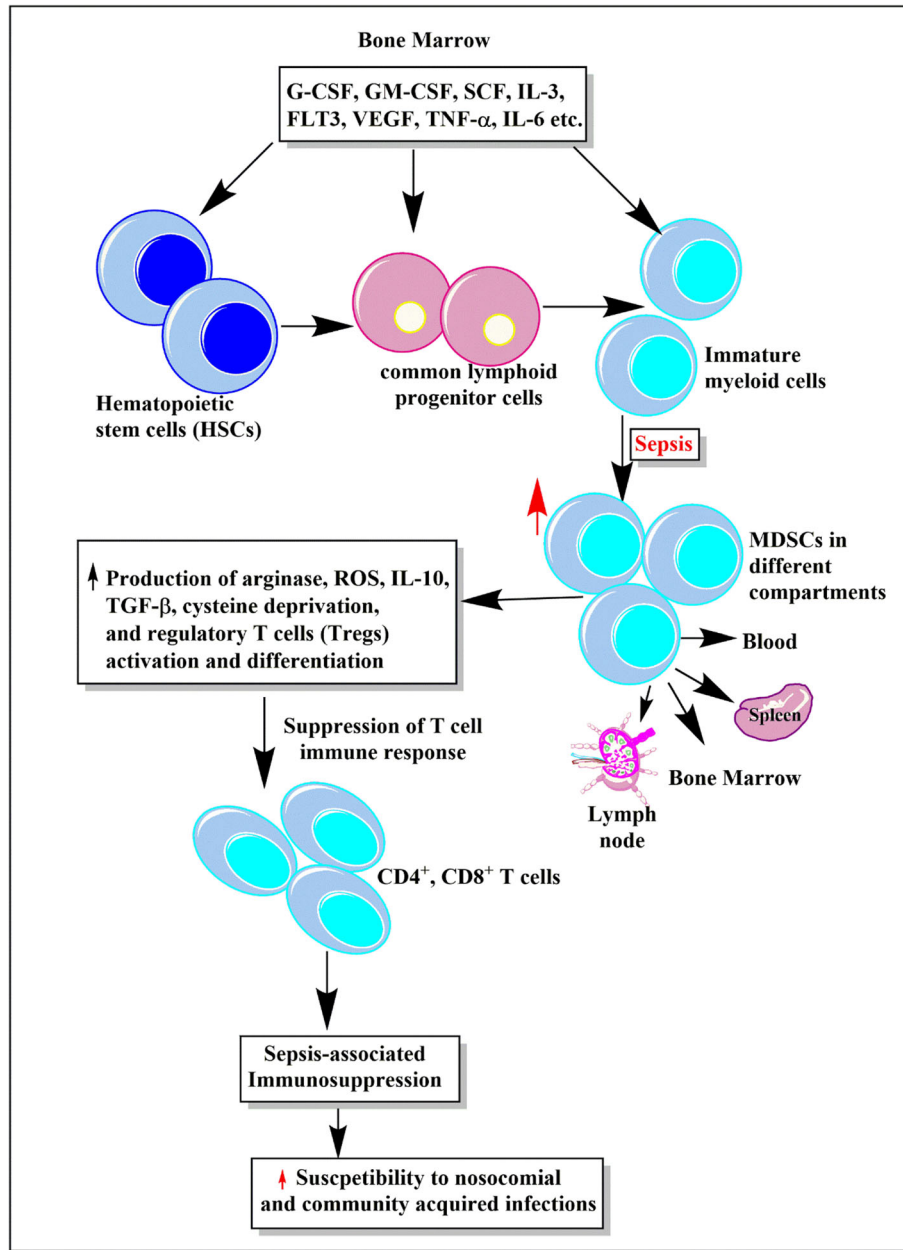 Bone Marrow
G-CSF, GM-CSF, SCF, IL-3,
FLT3, VEGF, TNF-α, IL-6 etc.
Hematopoietic
stem cells (HSCs)
common lymphoid
progenitor cells
Immature
myeloid cells
Sepsis
MDSCs in
different
compartments
Blood
Spleen
Bone Marrow
Lymph
node
Production of arginase, ROS, IL-10,
TGF-β, cysteine deprivation,
and regulatory T cells (Tregs)
activation and differentiation
Suppression of T cell
immune response
CD4⁺, CD8⁺ T cells
Sepsis-associated
Immunosuppression
Suscpetibility to nosocomial
and community acquired infections